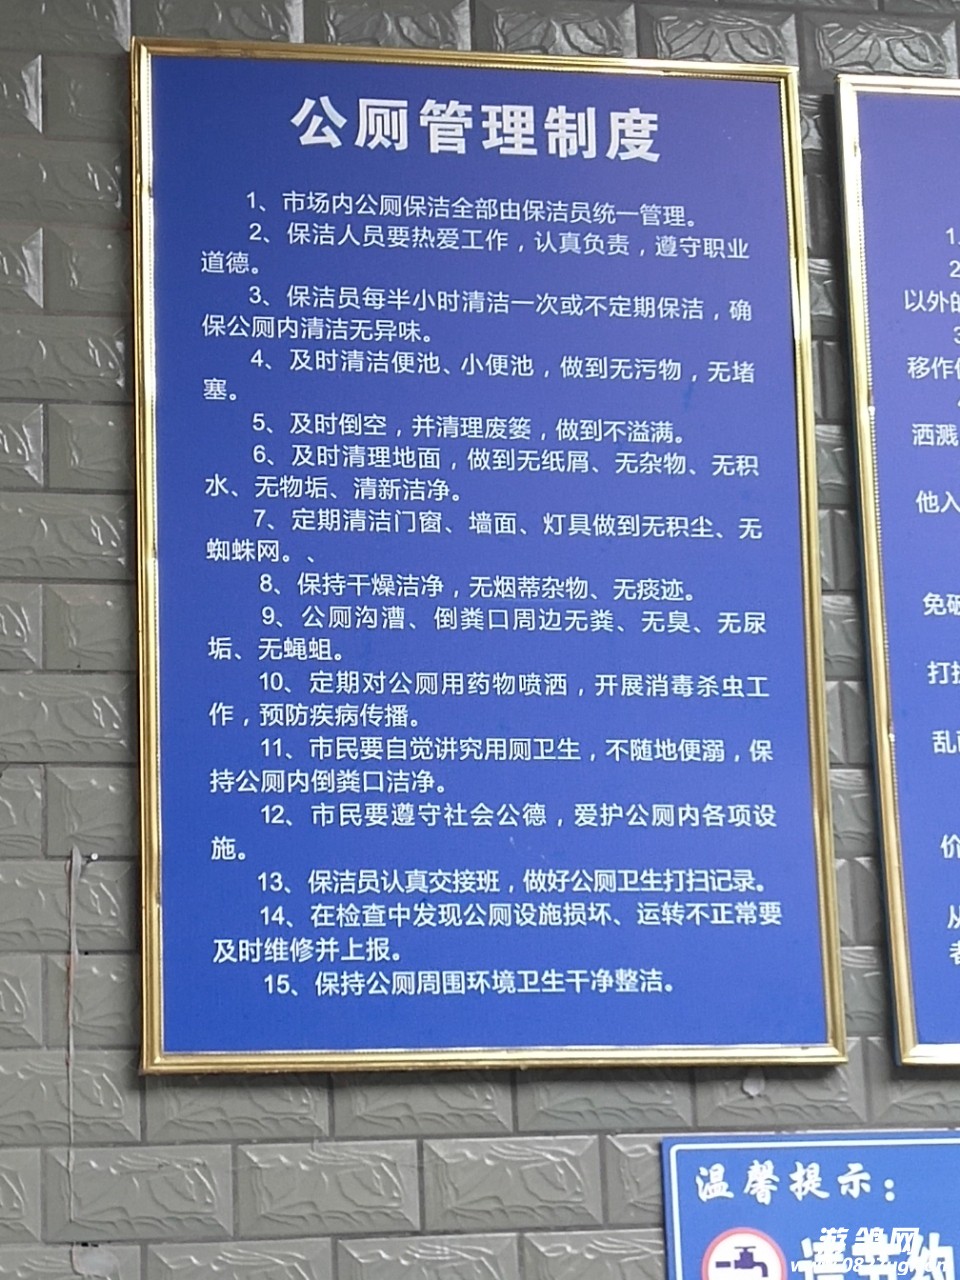 公厕管理制度
1、市场内公厕保洁全部由保洁员统一管理。
2、保洁人员要热爱工作，认真负责，遵守职业
道德。
3、保洁员每半小时清洁一次或不定期保洁，确
保公厕内清洁无异味。
4、及时清洁便池、小便池，做到无污物，无堵
塞。
5、及时倒空，并清理废篓，做到不溢满。
6、及时清理地面，做到无纸屑、无杂物、无积
水、无物垢、清新洁净。
7、定期清洁门窗、墙面、灯具做到无积尘、无
蜘蛛网。、
8、保持干燥洁净，无烟蒂杂物、无痰迹。
9、公厕沟漕、倒粪口周边无粪、无臭、无尿
垢、无蝇蛆。
10、定期对公厕用药物喷洒，开展消毒杀虫工
作，预防疾病传播。
11、市民要自觉讲究用厕卫生，不随地便溺，保
持公厕内倒粪口洁净。
12、市民要遵守社会公德，爱护公厕内各项设
施。
13、保洁员认真交接班，做好公厕卫生打扫记录。
14、在检查中发现公厕设施损坏、运转不正常要
及时维修并上报。
15、保持公厕周围环境卫生干净整洁。
1.
2
以外的
3
移作
洒溅
他入
免破
打
乱
价
从
者
温馨提示：